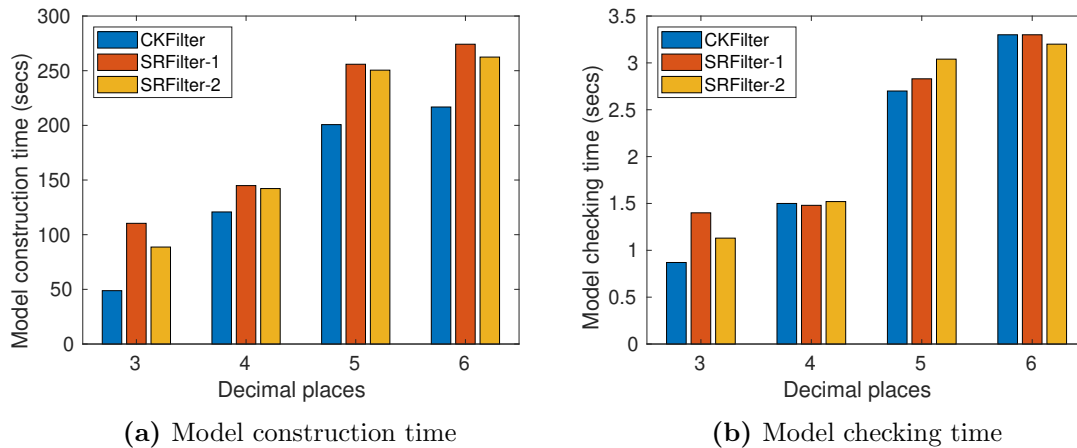 300
250
200
150
100
50
0
Model construction time (secs)
CKFilter
SRFilter-1
SRFilter-2
3 4 5 6
Decimal places
(a) Model construction time
3.5
3
2.5
2
1.5
1
0.5
0
Model checking time (secs)
CKFilter
SRFilter-1
SRFilter-2
3 4 5 6
Decimal places
(b) Model checking time